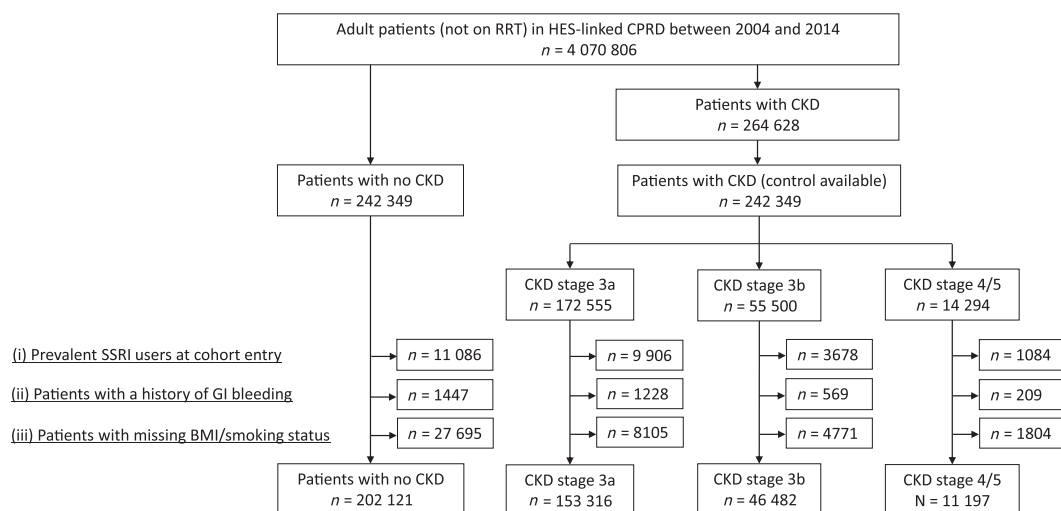 Adult patients (not on RRT) in HES-linked CPRD between 2004 and 2014
n = 4 070 806
Patients with CKD
n = 264 628
Patients with no CKD
n = 242 349
Patients with CKD (control available)
n = 242 349
CKD stage 3a
n = 172 555
CKD stage 3b
n = 55 500
CKD stage 4/5
n = 14 294
(i) Prevalent SSRI users at cohort entry
n = 11 086
n = 9 906
n = 3678
n = 1084
(ii) Patients with a history of GI bleeding
n = 1447
n = 1228
n = 569
n = 209
(iii) Patients with missing BMI/smoking status
n = 27 695
n = 8105
n = 4771
n = 1804
Patients with no CKD
n = 202 121
CKD stage 3a
n = 153 316
CKD stage 3b
n = 46 482
CKD stage 4/5
N = 11 197